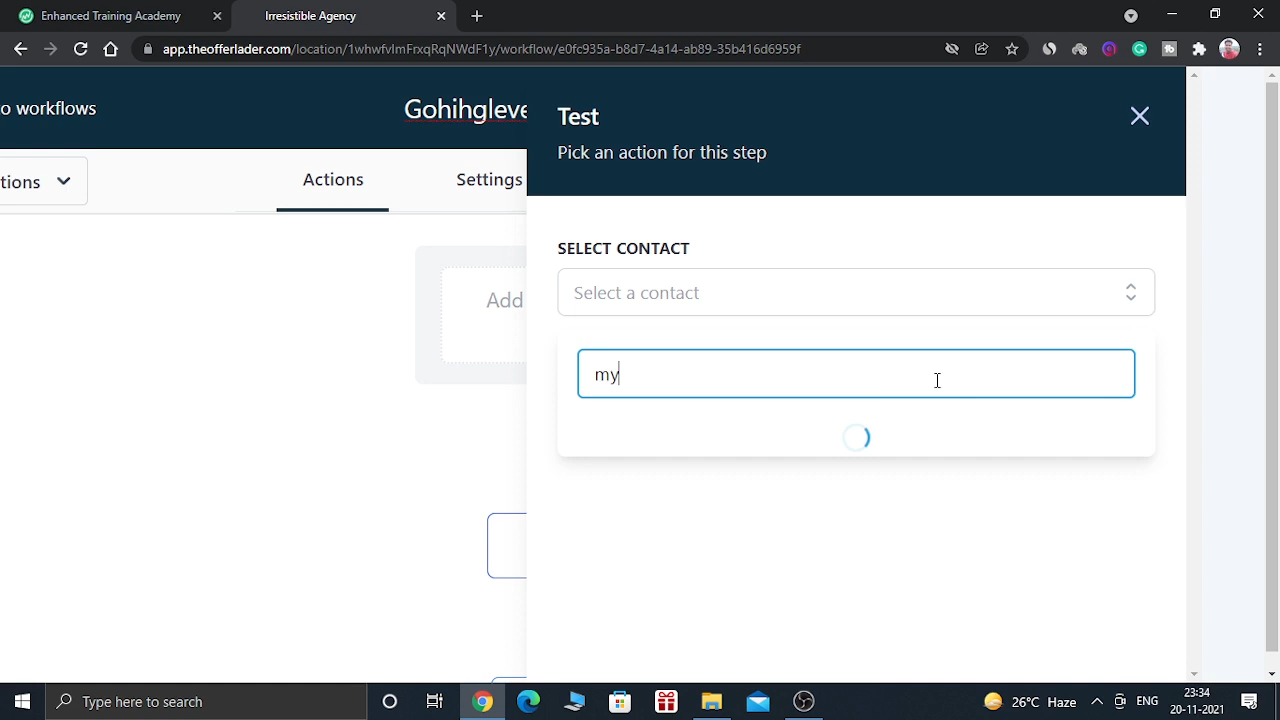 Enhanced Training Academy
Irresistible Agency
app.theofferlader.com/location/1whwfvlmFrxqRqNWdF1y/workflow/e0fc935a-b8d7-4a14-ab89-35b416d6959f
o workflows
Gohihgleve
Test
Pick an action for this step
tions
Actions
Settings
SELECT CONTACT
Select a contact
Add
my
Type here to search
26°C Haze
ENG
23:34
20-11-2021